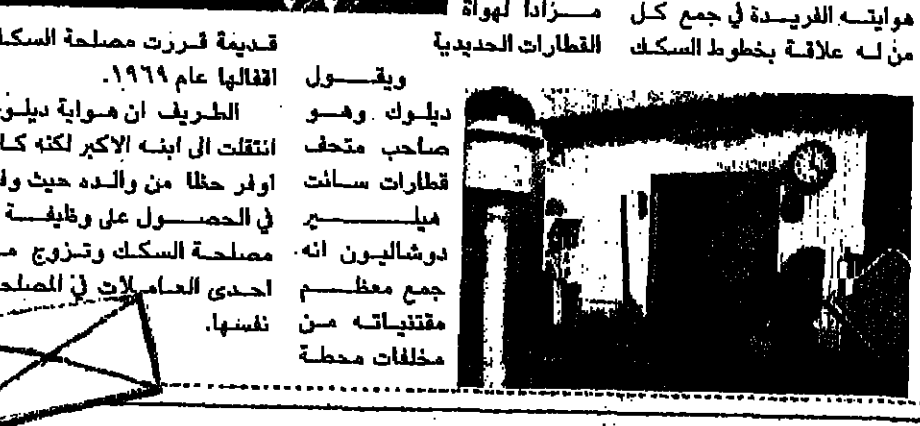 هوايته الفريدة في جمع كل
من له علاقة بخطوط السكك
مزادا لهواة
القطارات الحديدية
ويقول
ديلوك وهو
صاحب متحف
قطارات سانت
هيلير
دوشاليون انه
جمع معظم
مقتنياته من
مخلفات محطة
قديمة قررت مصلحة السكك
اقفالها عام ١٩٦٩.
الطريف ان هواية
انتقلت الى ابنه الاكبر لكنه
اوفر حظا من والده حيث
في الحصول على وظيفة
مصلحة السكك وتزوج
احدى العاملات في
نفسها.